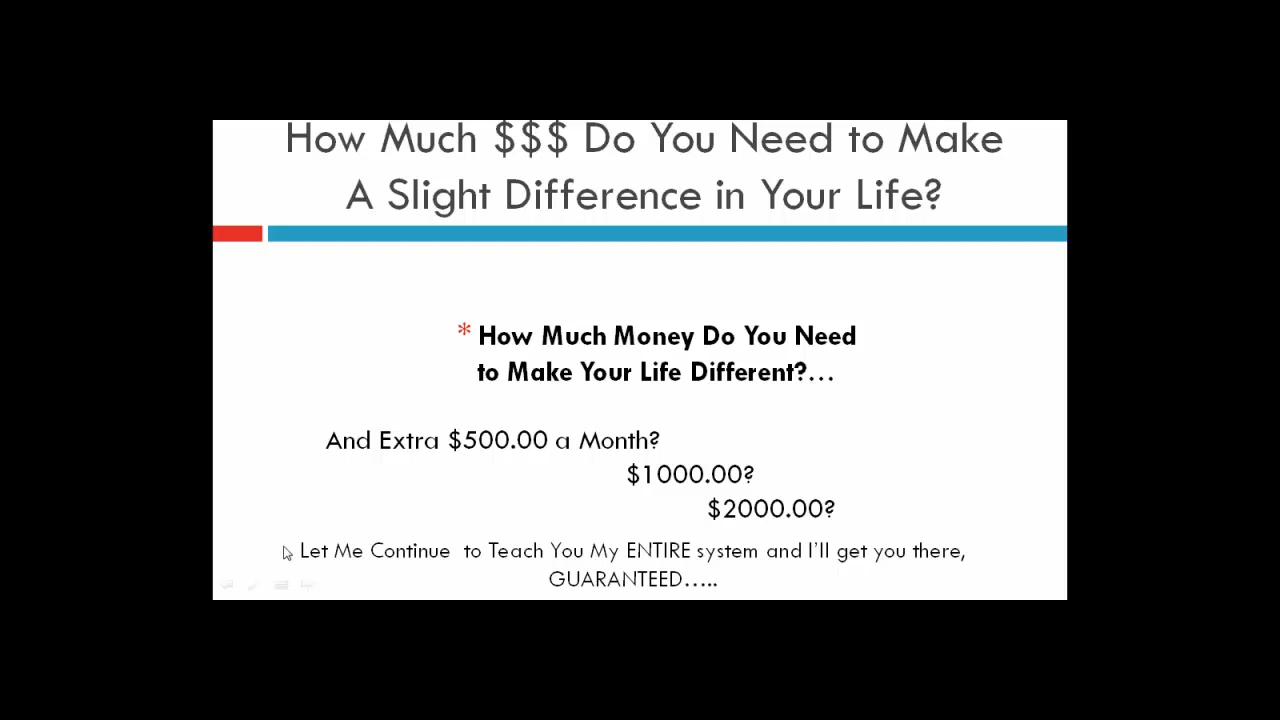 How Much $$$ Do You Need to Make
A Slight Difference in Your Life?
* How Much Money Do You Need
to Make Your Life Different?...
And Extra $500.00 a Month?
$1000.00?
$2000.00?
Let Me Continue  to Teach You My ENTIRE system and I'll get you there,
GUARANTEED.....